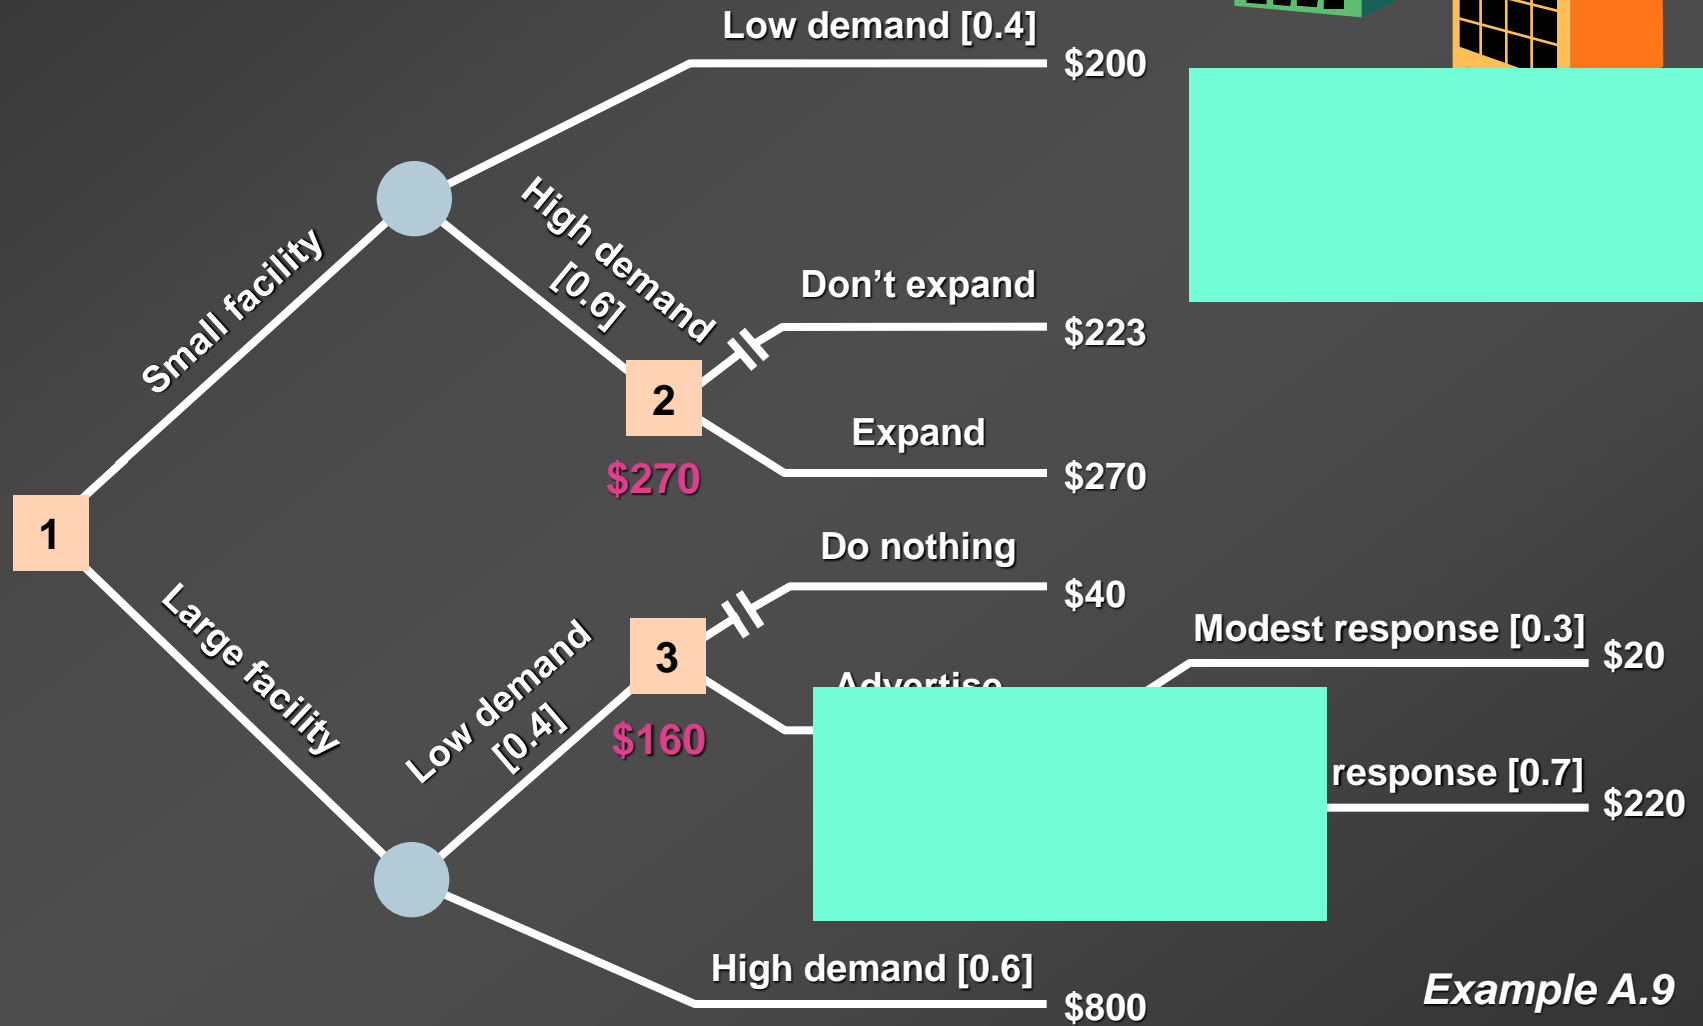 Low demand [0.4]
$200
High demand
[0.6]
Small facility
Don’t expand
$223
2
Expand
$270
$270
1
Do nothing
$40
Large facility
Low demand
[0.4]
3
$160
Modest response [0.3]
$20
Advertise
response [0.7]
$220
High demand [0.6]
$800
Example A.9